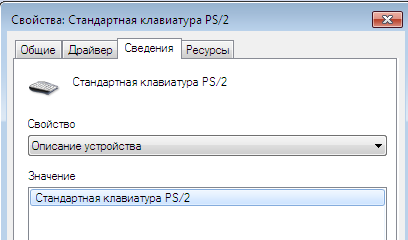 Свойства: Стандартная клавиатура PS/2
Общие Драйвер Сведения Ресурсы
Стандартная клавиатура PS/2
Свойство
Описание устройства
Значение
Стандартная клавиатура PS/2